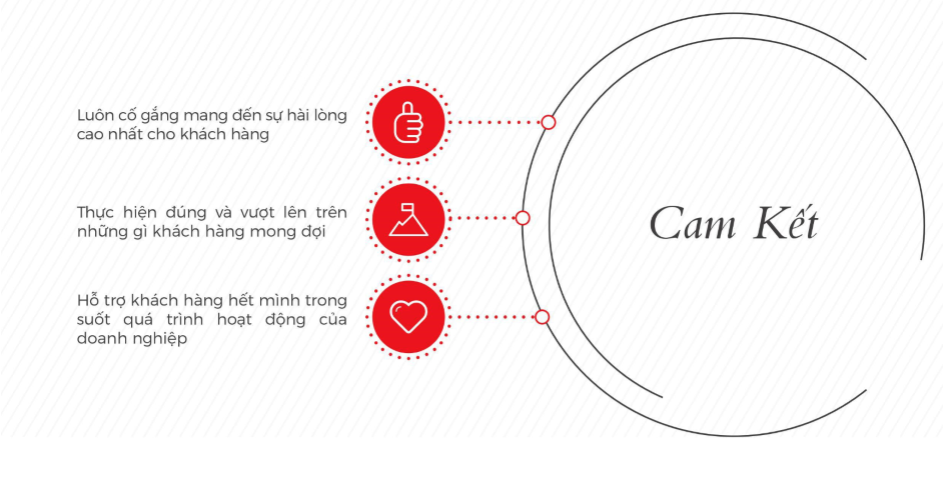 Luôn cố gắng mang đến sự hài lòng
cao nhất cho khách hàng
Thực hiện đúng và vượt lên trên
những gì khách hàng mong đợi
Hỗ trợ khách hàng hết mình trong
suốt quá trình hoạt động của
doanh nghiệp
Cam Kết